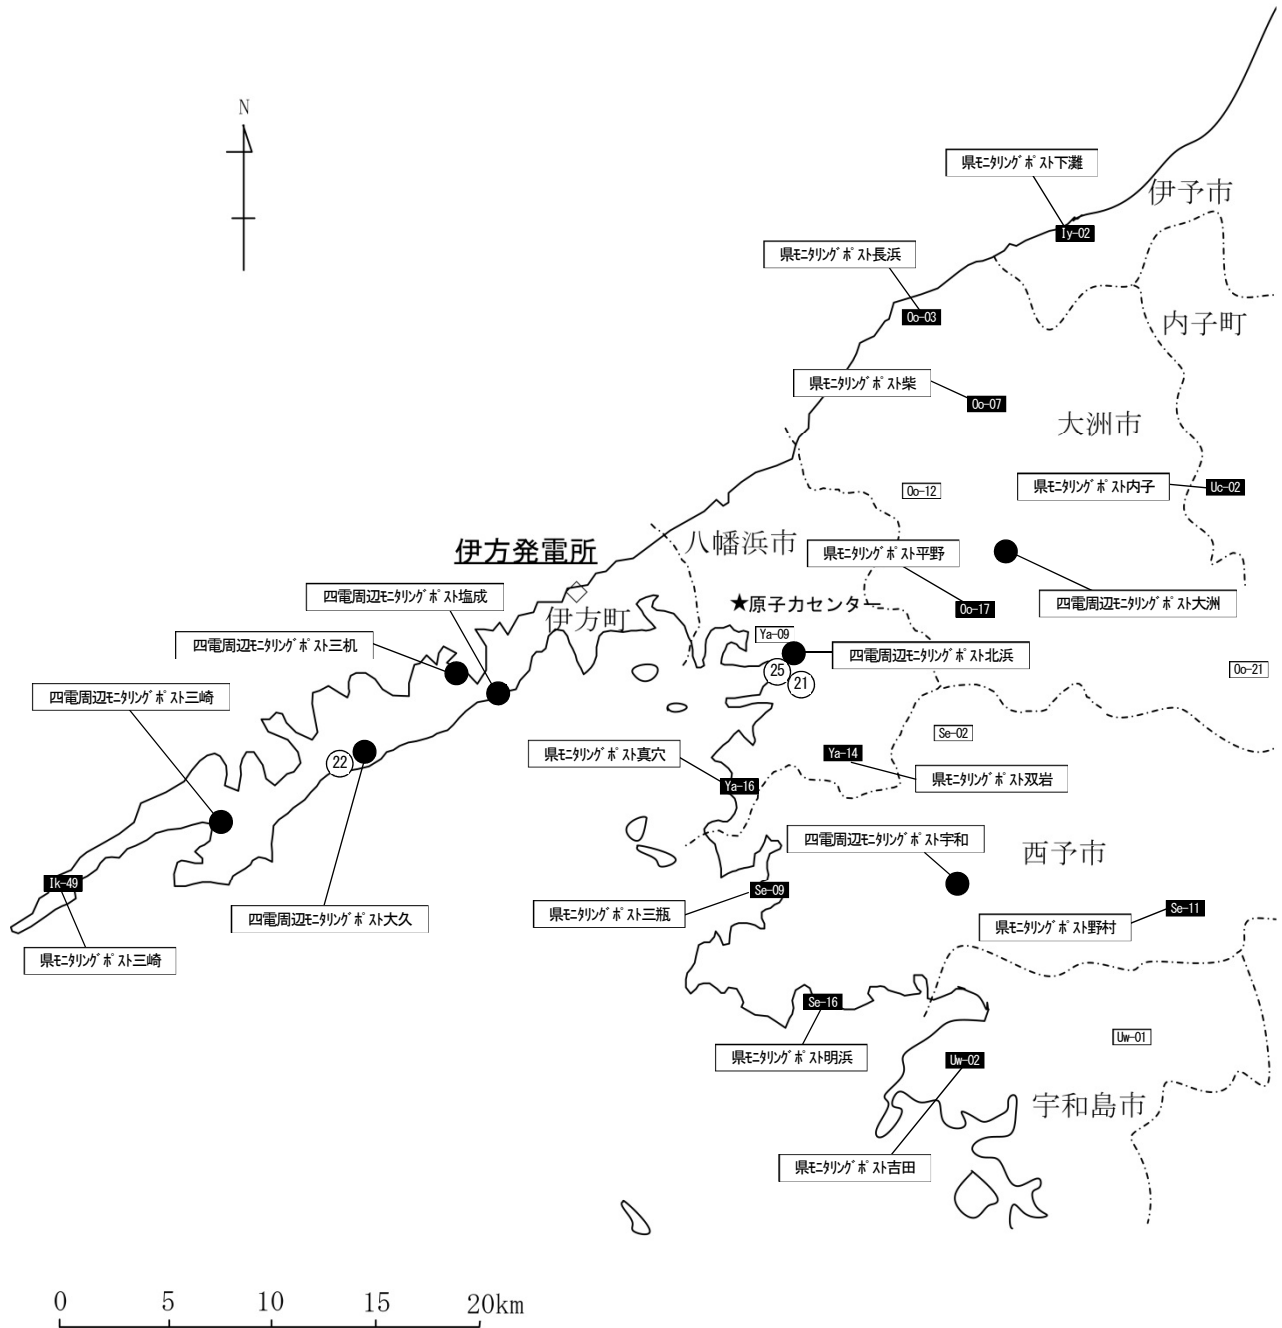 N
県ﾓﾆﾀﾘﾝｸﾞﾎﾟｽﾄ下灘
伊予市
Iy-02
県ﾓﾆﾀﾘﾝｸﾞﾎﾟｽﾄ長浜
Oo-03
内子町
県ﾓﾆﾀﾘﾝｸﾞﾎﾟｽﾄ柴
Oo-07
大洲市
県ﾓﾆﾀﾘﾝｸﾞﾎﾟｽﾄ内子
Uc-02
Oo-12
八幡浜市
伊方発電所
県ﾓﾆﾀﾘﾝｸﾞﾎﾟｽﾄ平野
四電周辺ﾓﾆﾀﾘﾝｸﾞﾎﾟｽﾄ塩成
伊方町
★原子力センター
Oo-17
四電周辺ﾓﾆﾀﾘﾝｸﾞﾎﾟｽﾄ大洲
Ya-09
四電周辺ﾓﾆﾀﾘﾝｸﾞﾎﾟｽﾄ三机
四電周辺ﾓﾆﾀﾘﾝｸﾞﾎﾟｽﾄ北浜
25
21
Oo-21
四電周辺ﾓﾆﾀﾘﾝｸﾞﾎﾟｽﾄ三崎
Se-02
22
県ﾓﾆﾀﾘﾝｸﾞﾎﾟｽﾄ真穴
Ya-14
Ya-16
県ﾓﾆﾀﾘﾝｸﾞﾎﾟｽﾄ双岩
四電周辺ﾓﾆﾀﾘﾝｸﾞﾎﾟｽﾄ宇和
西予市
Ik-49
Se-09
四電周辺ﾓﾆﾀﾘﾝｸﾞﾎﾟｽﾄ大久
県ﾓﾆﾀﾘﾝｸﾞﾎﾟｽﾄ三瓶
Se-11
県ﾓﾆﾀﾘﾝｸﾞﾎﾟｽﾄ野村
県ﾓﾆﾀﾘﾝｸﾞﾎﾟｽﾄ三崎
Se-16
Uw-01
県ﾓﾆﾀﾘﾝｸﾞﾎﾟｽﾄ明浜
Uw-02
宇和島市
県ﾓﾆﾀﾘﾝｸﾞﾎﾟｽﾄ吉田
0 5 10 15 20km